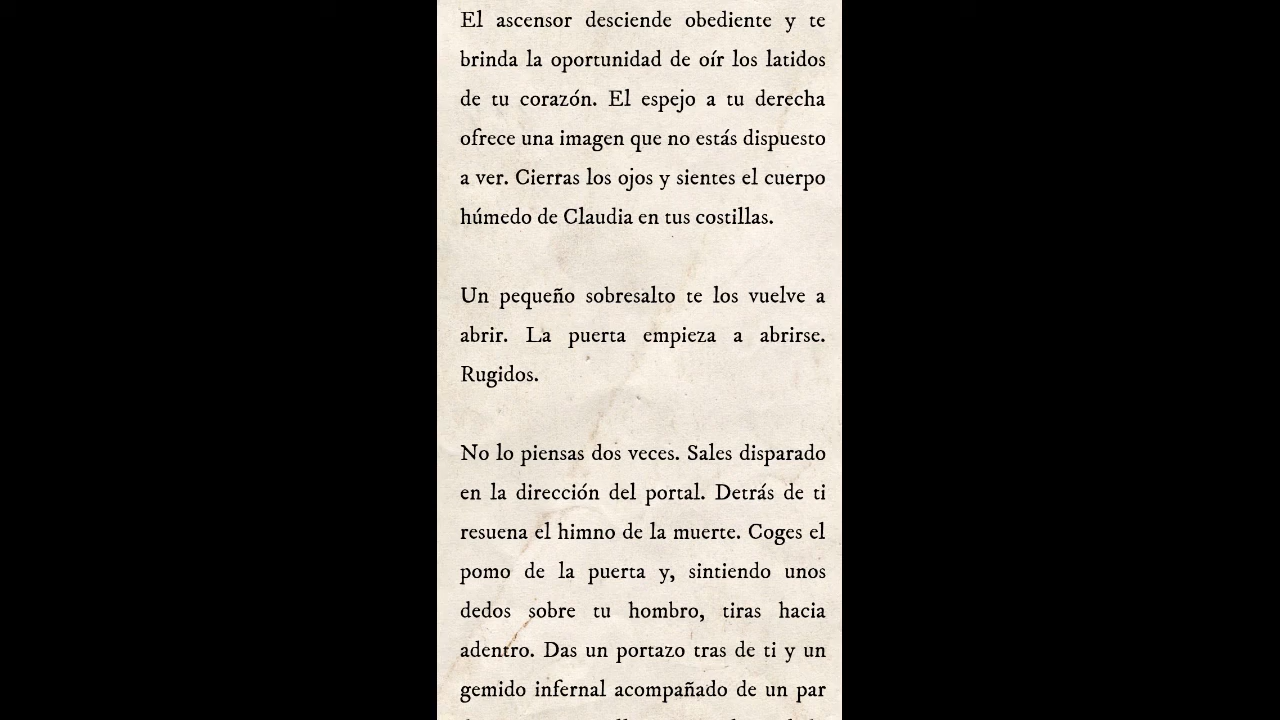 El ascensor desciende obediente y te
brinda la oportunidad de oír los latidos
de tu corazón. El espejo a tu derecha
ofrece una imagen que no estás dispuesto
a ver. Cierras los ojos y sientes el cuerpo
húmedo de Claudia en tus costillas.
Un pequeño sobresalto te los vuelve a
abrir. La puerta empieza a abrirse.
Rugidos.
No lo piensas dos veces. Sales disparado
en la dirección del portal. Detrás de ti
resuena el himno de la muerte. Coges el
pomo de la puerta y, sintiendo unos
dedos sobre tu hombro, tiras hacia
adentro. Das un portazo tras de ti y un
gemido infernal acompañado de un par